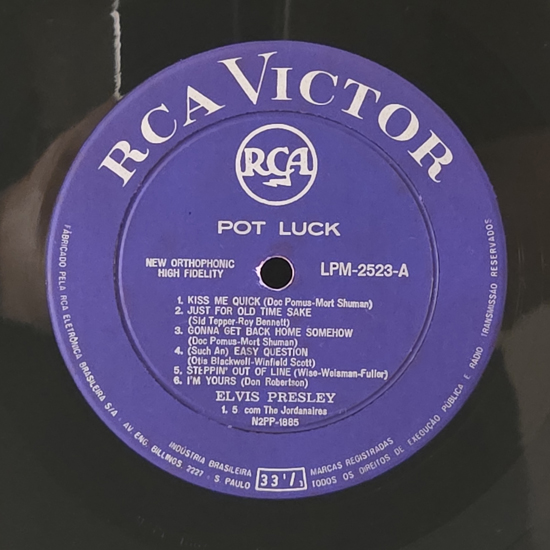 RCA VICTOR
RCA
POT LUCK
NEW ORTHOPHONIC
HIGH FIDELITY
LPM-2523-A
1. KISS ME QUICK (Doc Pomus-Mort Shuman)
2. JUST FOR OLD TIME SAKE
(Sid Tepper-Roy Bennett)
3. GONNA GET BACK HOME SOMEHOW
(Doc Pomus-Mort Shuman)
4. (Such An) EASY QUESTION
(Otis Blackwell-Winfield Scott)
5. STEPPIN' OUT OF LINE (Wise-Weisman-Fuller)
6. I'M YOURS (Don Robertson)
ELVIS PRESLEY
1, 5 com The Jordanaires
N2PP-1885
FABRICADO PELA RCA ELETRÔNICA BRASILEIRA S/A - AV. ENG. BILLINGS, 2227 - S. PAULO
INDÚSTRIA BRASILEIRA
33 1/3
MARCAS REGISTRADAS
TODOS OS DIREITOS DE EXECUÇÃO PÚBLICA E RADIO TRANSMISSÃO RESERVADOS